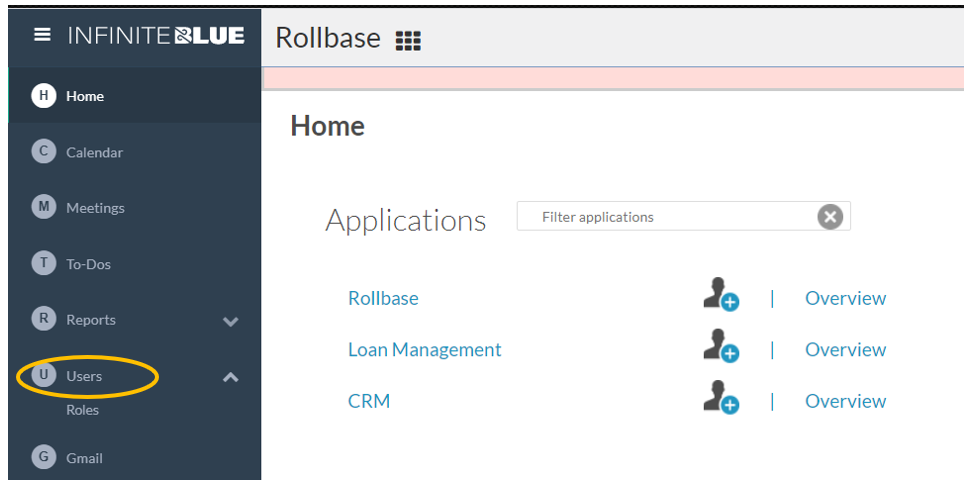 INFINITEBLUE
Rollbase
H Home
C Calendar
M Meetings
T To-Dos
R Reports
U Users
Roles
G Gmail
Home
Applications
Filter applications
Rollbase | Overview
Loan Management | Overview
CRM | Overview